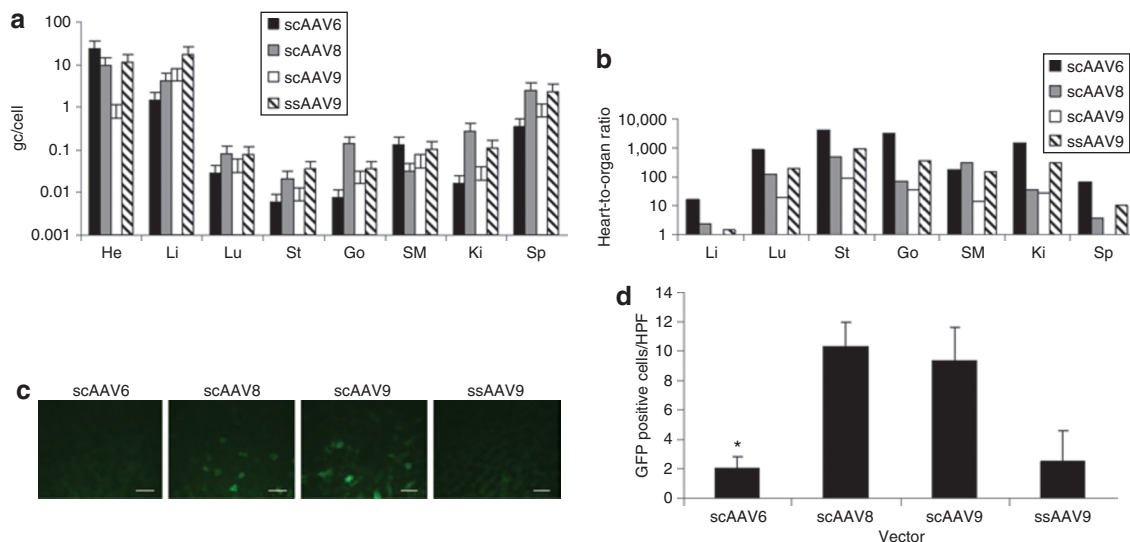 a
100
10
1
0.1
0.01
0.001
gc/cell
scAAV6
scAAV8
scAAV9
ssAAV9
He Li Lu St Go SM Ki Sp
b
scAAV6
scAAV8
scAAV9
ssAAV9
10,000
1,000
100
10
1
Heart-to-organ ratio
Li Lu St Go SM Ki Sp
c
scAAV6 scAAV8 scAAV9 ssAAV9
d
14
12
10
8
6
4
2
0
GFP positive cells/HPF
*
scAAV6 scAAV8 scAAV9 ssAAV9
Vector